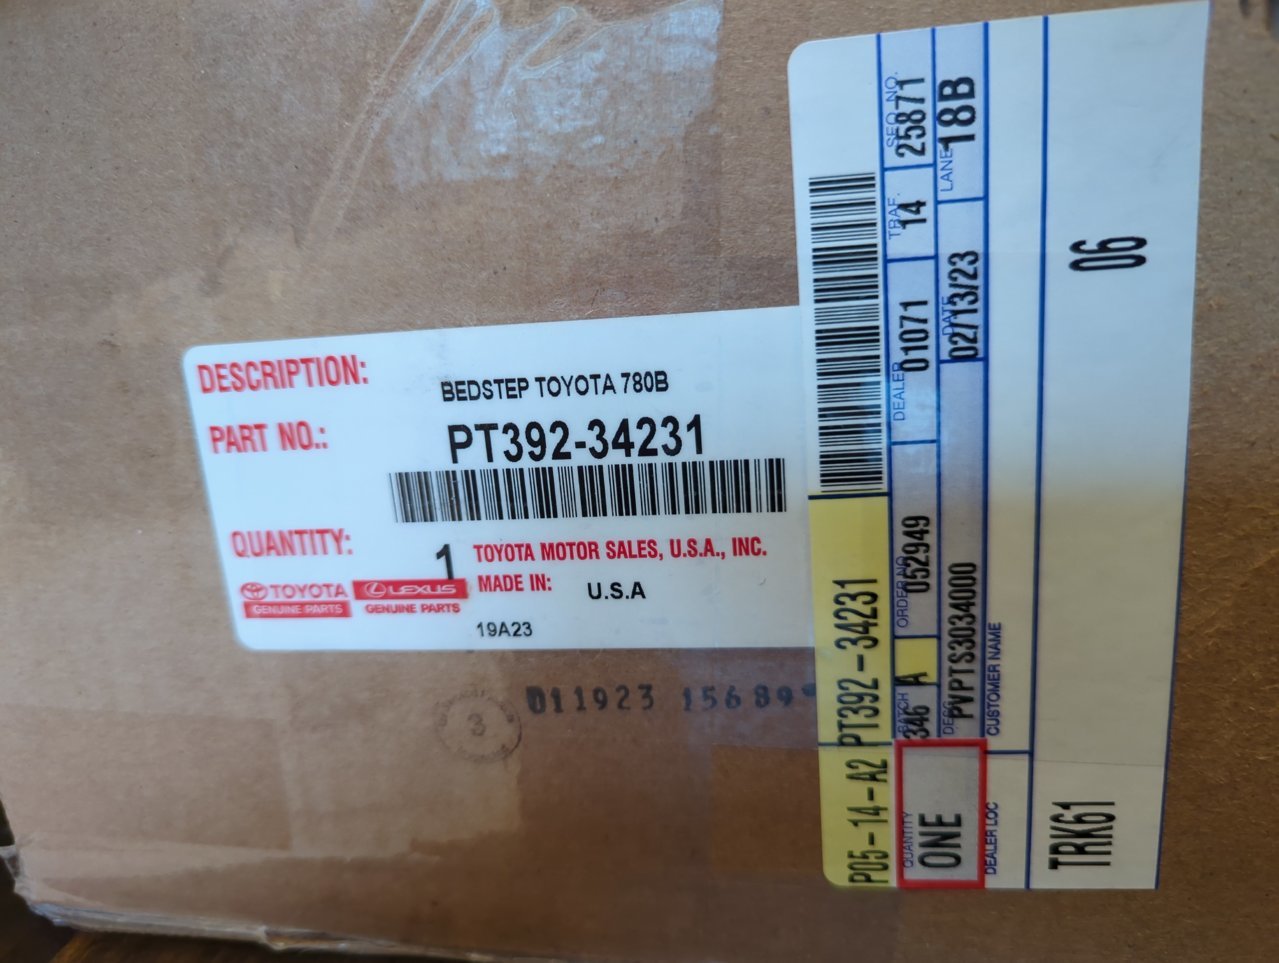 DESCRIPTION: BEDSTEP TOYOTA 780B
PART NO.: PT392-34231
QUANTITY: 1
TOYOTA MOTOR SALES, U.S.A., INC.
MADE IN: U.S.A
TOYOTA
GENUINE PARTS
LEXUS
GENUINE PARTS
19A23
3
011923 15689
P05-14-A2 PT392-34231
QUANTITY
ONE
BATCH
346 A
ORDER NO.
052949
DEALER
01071
TRAF.
14
SEQ NO.
25871
DESC
PVPTS3034000
DATE
02/13/23
LANE
18B
DEALER LOC
CUSTOMER NAME
TRK61
06